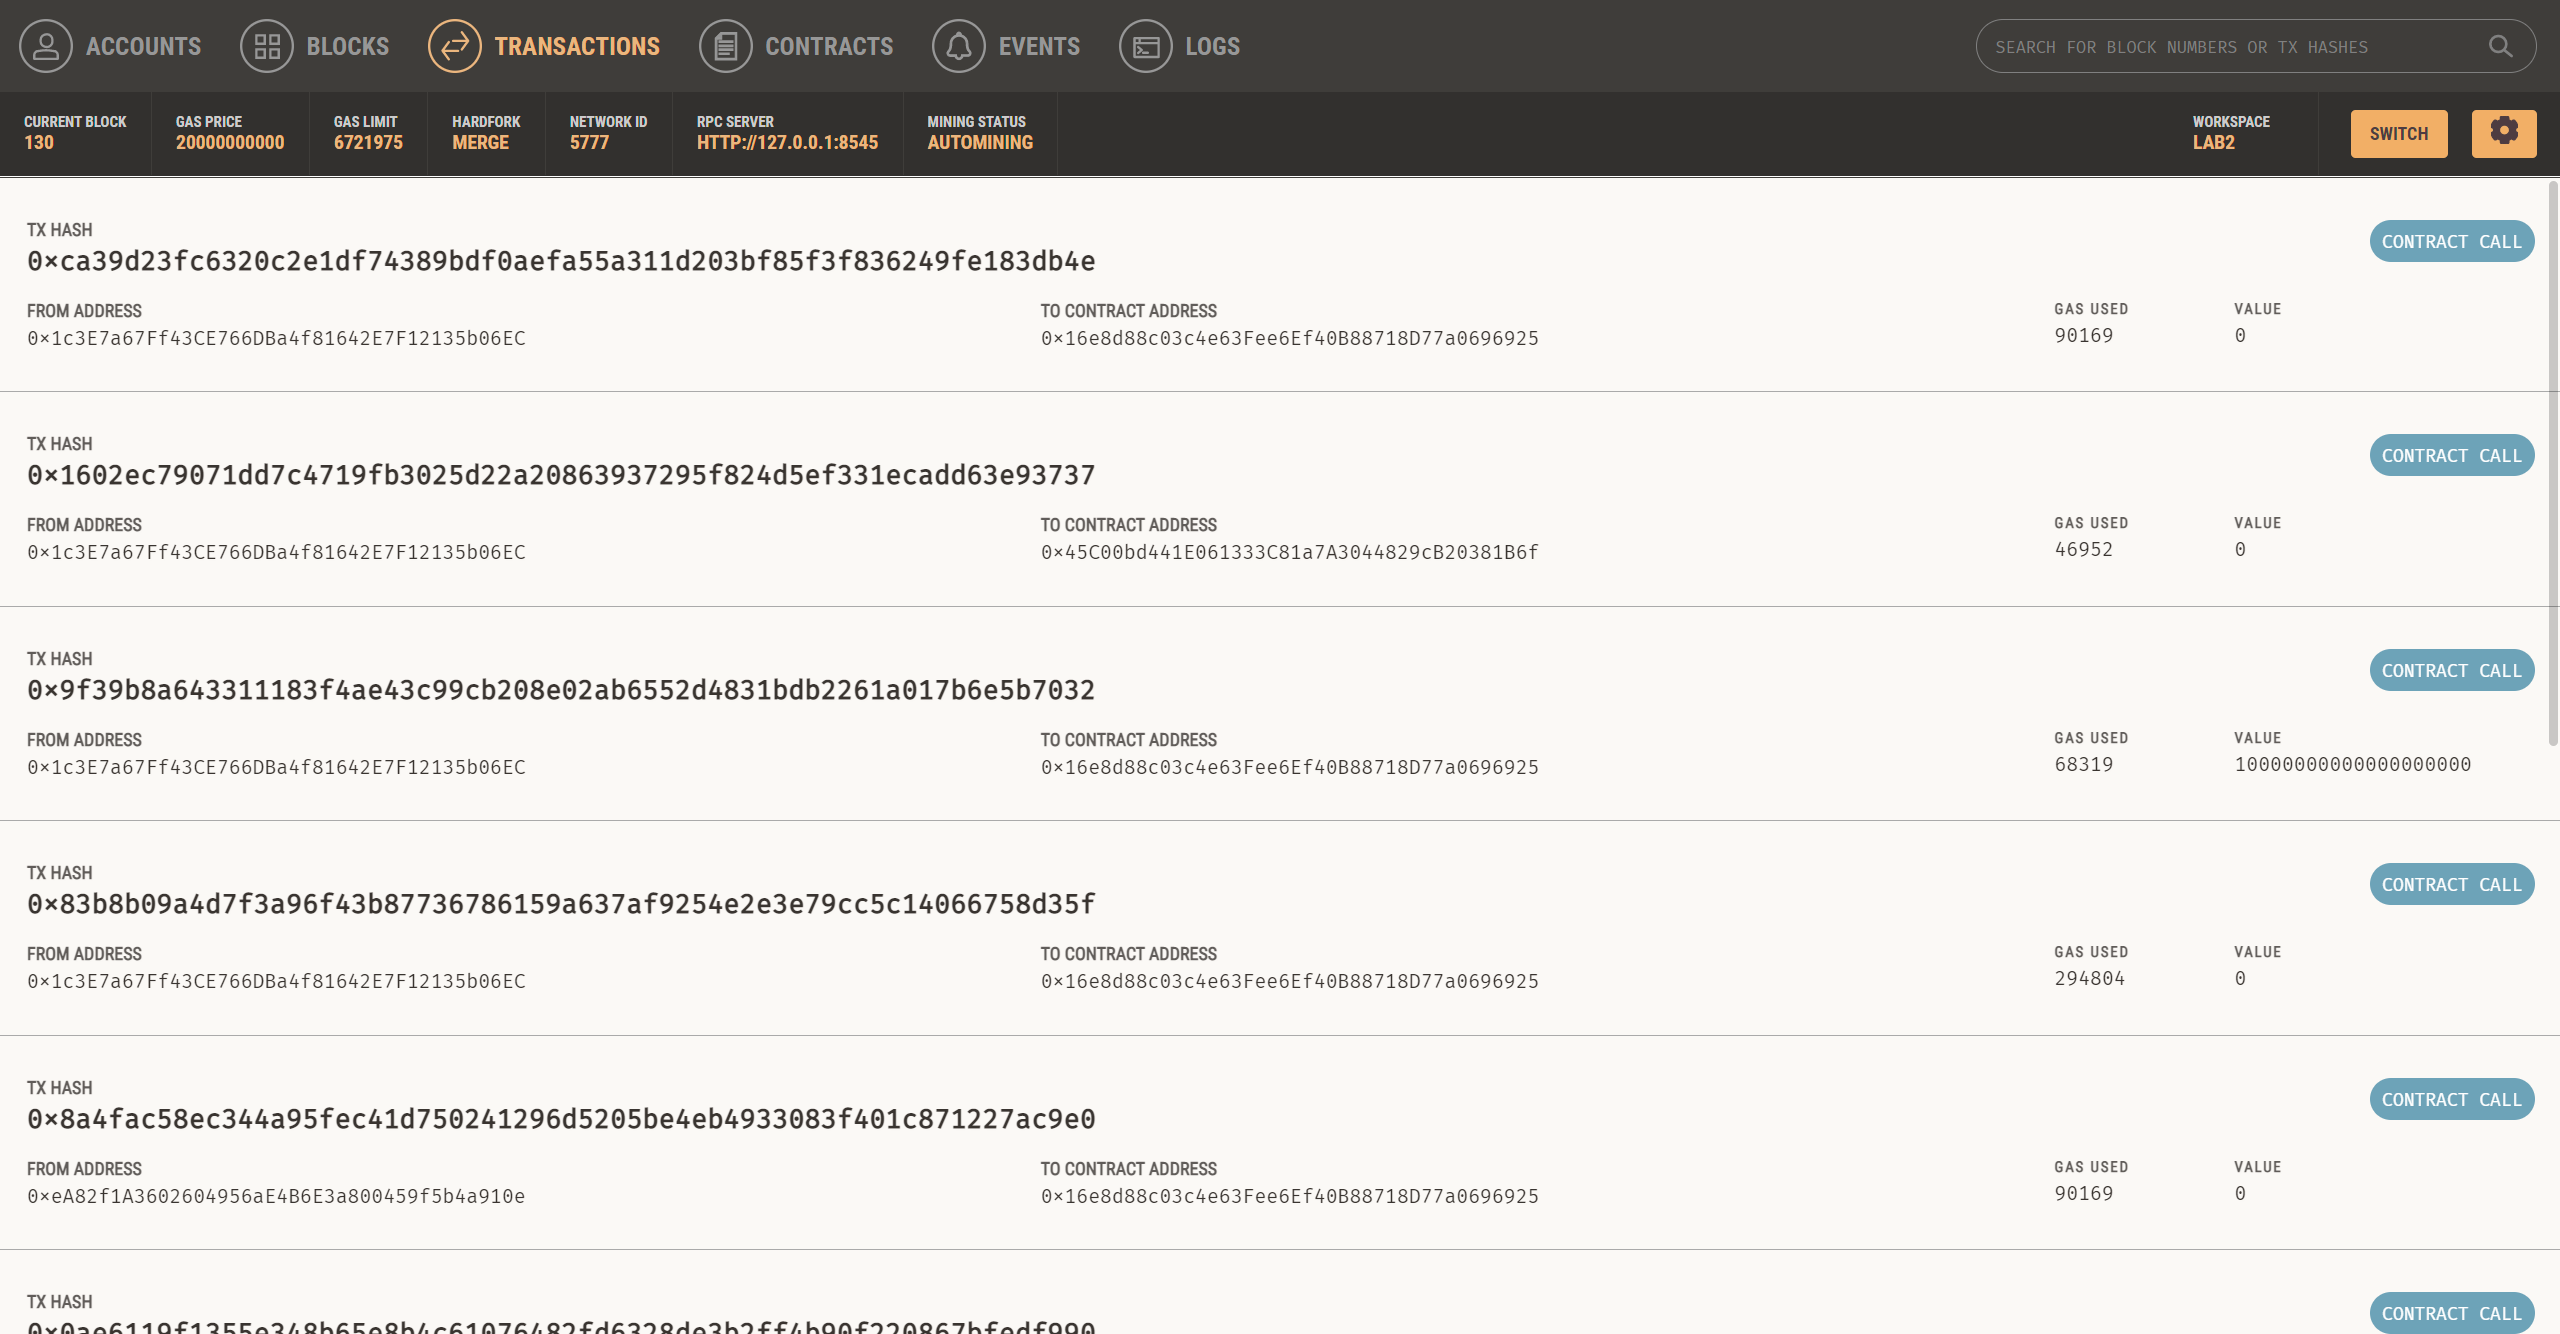 ACCOUNTS BLOCKS TRANSACTIONS CONTRACTS EVENTS LOGS SEARCH FOR BLOCK NUMBERS OR TX HASHES
CURRENT BLOCK GAS PRICE GAS LIMIT HARDFORK NETWORK ID RPC SERVER MINING STATUS WORKSPACE
130 20000000000 6721975 MERGE 5777 HTTP://127.0.0.1:8545 AUTOMINING LAB2 SWITCH
TX HASH
0xca39d23fc6320c2e1df74389bdf0aefa55a311d203bf85f3f836249fe183db4e CONTRACT CALL
FROM ADDRESS TO CONTRACT ADDRESS GAS USED VALUE
0x1c3E7a67Ff43CE766DBa4f81642E7F12135b06EC 0x16e8d88c03c4e63Fee6Ef40B88718D77a0696925 90169 0
TX HASH
0x1602ec79071dd7c4719fb3025d22a20863937295f824d5ef331ecadd63e93737 CONTRACT CALL
FROM ADDRESS TO CONTRACT ADDRESS GAS USED VALUE
0x1c3E7a67Ff43CE766DBa4f81642E7F12135b06EC 0x45C00bd441E061333C81a7A3044829cB20381B6f 46952 0
TX HASH
0x9f39b8a643311183f4ae43c99cb208e02ab6552d4831bdb2261a017b6e5b7032 CONTRACT CALL
FROM ADDRESS TO CONTRACT ADDRESS GAS USED VALUE
0x1c3E7a67Ff43CE766DBa4f81642E7F12135b06EC 0x16e8d88c03c4e63Fee6Ef40B88718D77a0696925 68319 10000000000000000000
TX HASH
0x83b8b09a4d7f3a96f43b87736786159a637af9254e2e3e79cc5c14066758d35f CONTRACT CALL
FROM ADDRESS TO CONTRACT ADDRESS GAS USED VALUE
0x1c3E7a67Ff43CE766DBa4f81642E7F12135b06EC 0x16e8d88c03c4e63Fee6Ef40B88718D77a0696925 294804 0
TX HASH
0x8a4fac58ec344a95fec41d750241296d5205be4eb4933083f401c871227ac9e0 CONTRACT CALL
FROM ADDRESS TO CONTRACT ADDRESS GAS USED VALUE
0xeA82f1A3602604956aE4B6E3a800459f5b4a910e 0x16e8d88c03c4e63Fee6Ef40B88718D77a0696925 90169 0
TX HASH
CONTRACT CALL